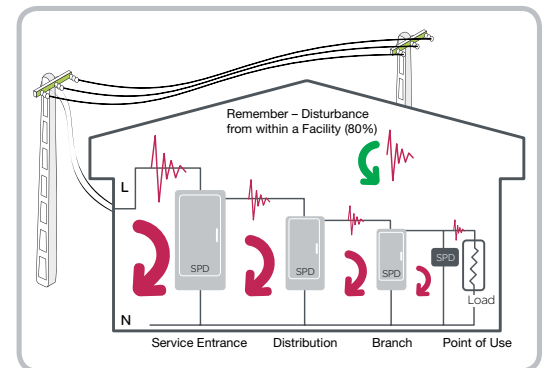 Remember – Disturbance
from within a Facility (80%)
L
SPD
SPD
SPD
SPD
Load
N
Service Entrance
Distribution
Branch
Point of Use